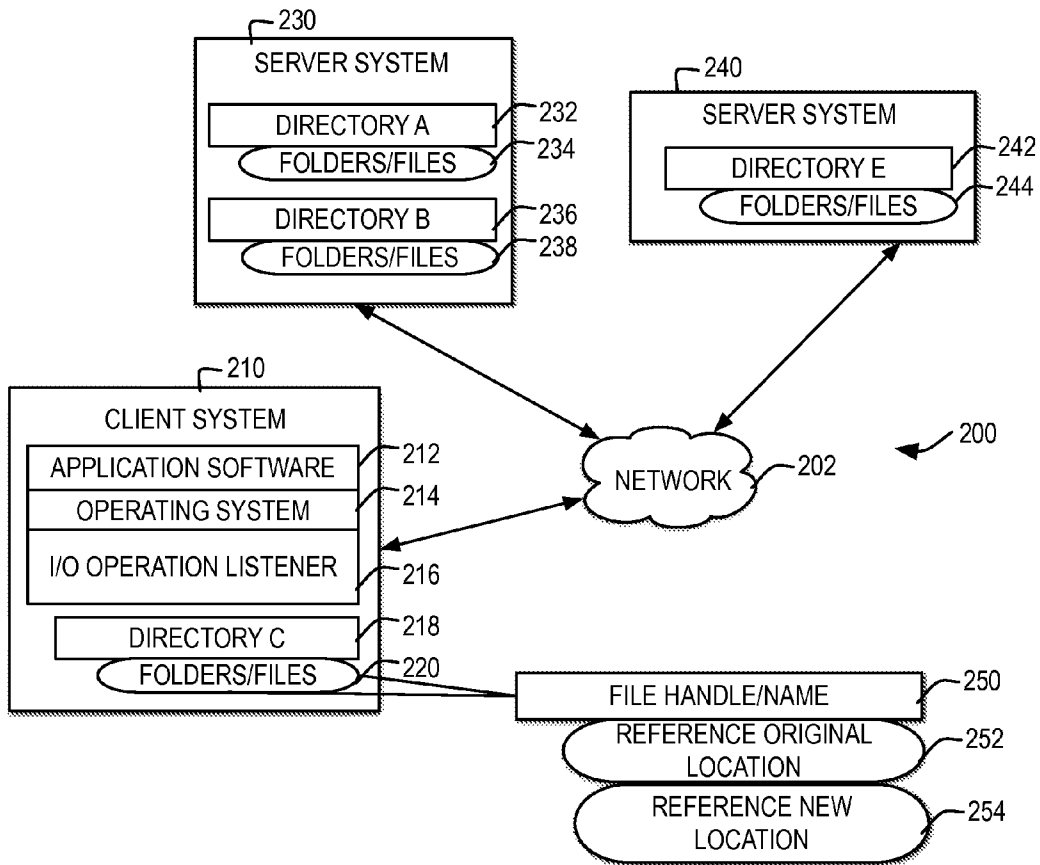 230
SERVER SYSTEM
DIRECTORY A
232
FOLDERS/FILES
234
DIRECTORY B
236
FOLDERS/FILES
238
240
SERVER SYSTEM
DIRECTORY E
242
FOLDERS/FILES
244
210
CLIENT SYSTEM
APPLICATION SOFTWARE
212
OPERATING SYSTEM
214
I/O OPERATION LISTENER
216
DIRECTORY C
218
FOLDERS/FILES
220
NETWORK
202
200
FILE HANDLE/NAME
250
REFERENCE ORIGINAL
LOCATION
252
REFERENCE NEW
LOCATION
254